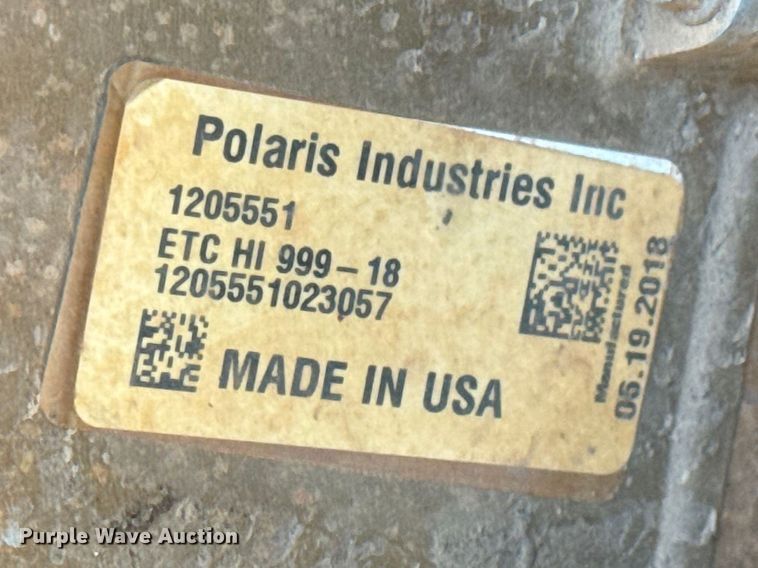 Polaris Industries Inc
1205551
ETC HI 999-18
1205551023057
MADE IN USA
Manufactured
05.19.2018
Purple Wave Auction